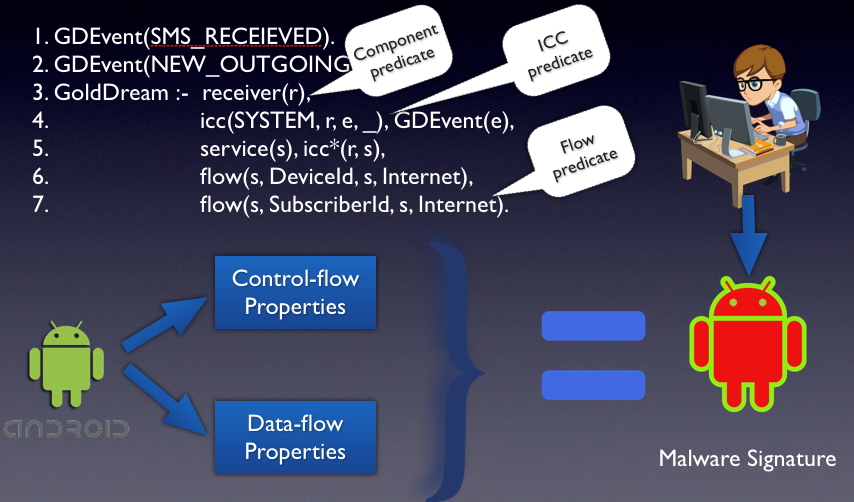 1. GDEvent(SMS_RECEIEVED).
2. GDEvent(NEW_OUTGOING
3. GoldDream :- receiver(r),
4. icc(SYSTEM, r, e, _), GDEvent(e),
5. service(s), icc*(r, s),
6. flow(s, DeviceId, s, Internet),
7. flow(s, SubscriberId, s, Internet).
Component
predicate
ICC
predicate
Flow
predicate
Control-flow
Properties
Data-flow
Properties
ANDROID
Malware Signature